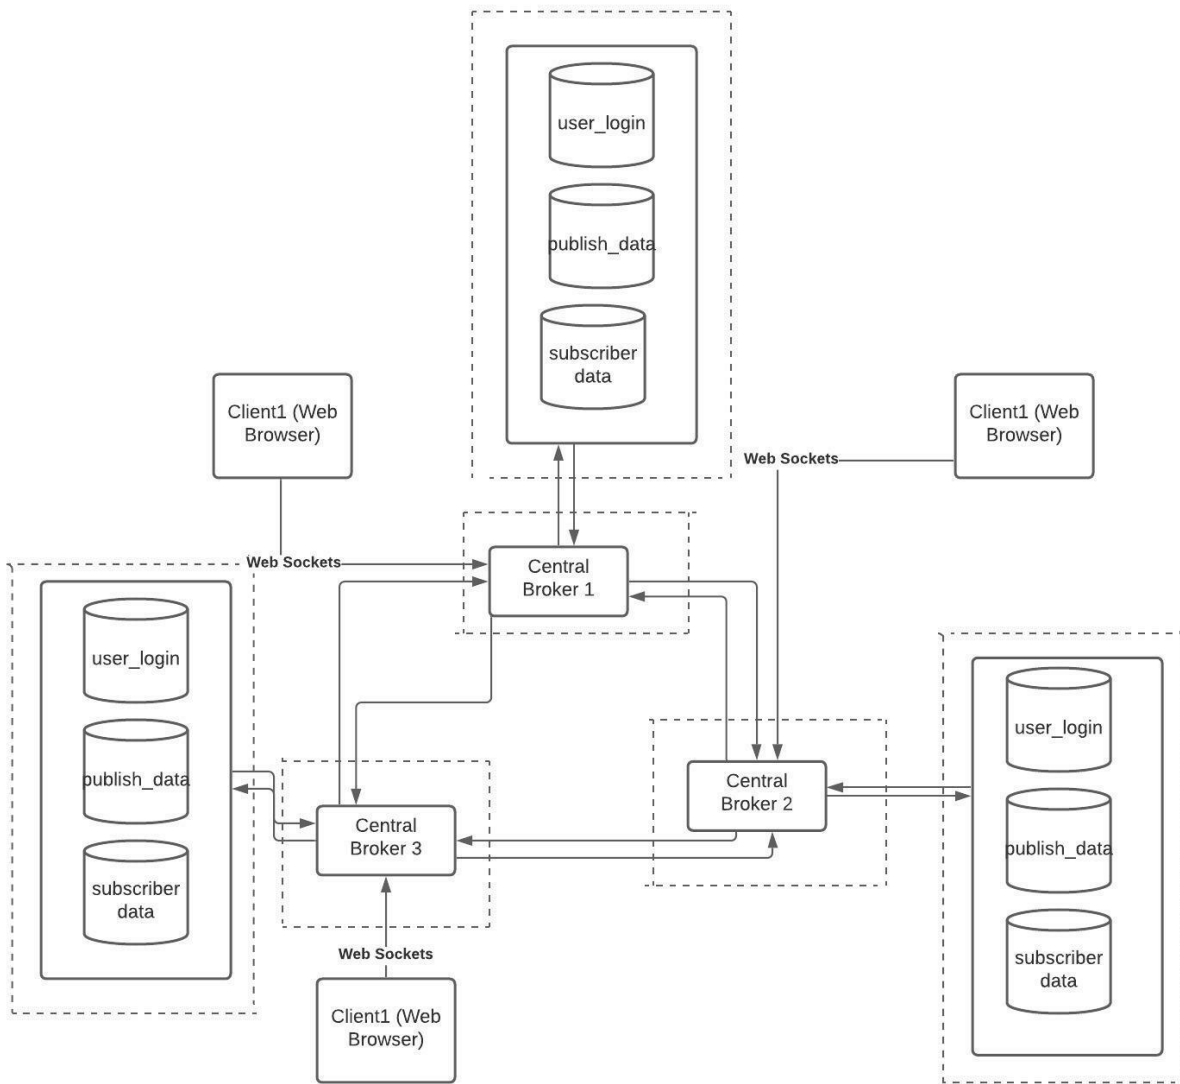 user_login
publish_data
subscriber
data
Client1 (Web
Browser)
Client1 (Web
Browser)
Web Sockets
Web Sockets
Central
Broker 1
user_login
publish_data
subscriber
data
Central
Broker 3
Central
Broker 2
user_login
publish_data
subscriber
data
Web Sockets
Client1 (Web
Browser)